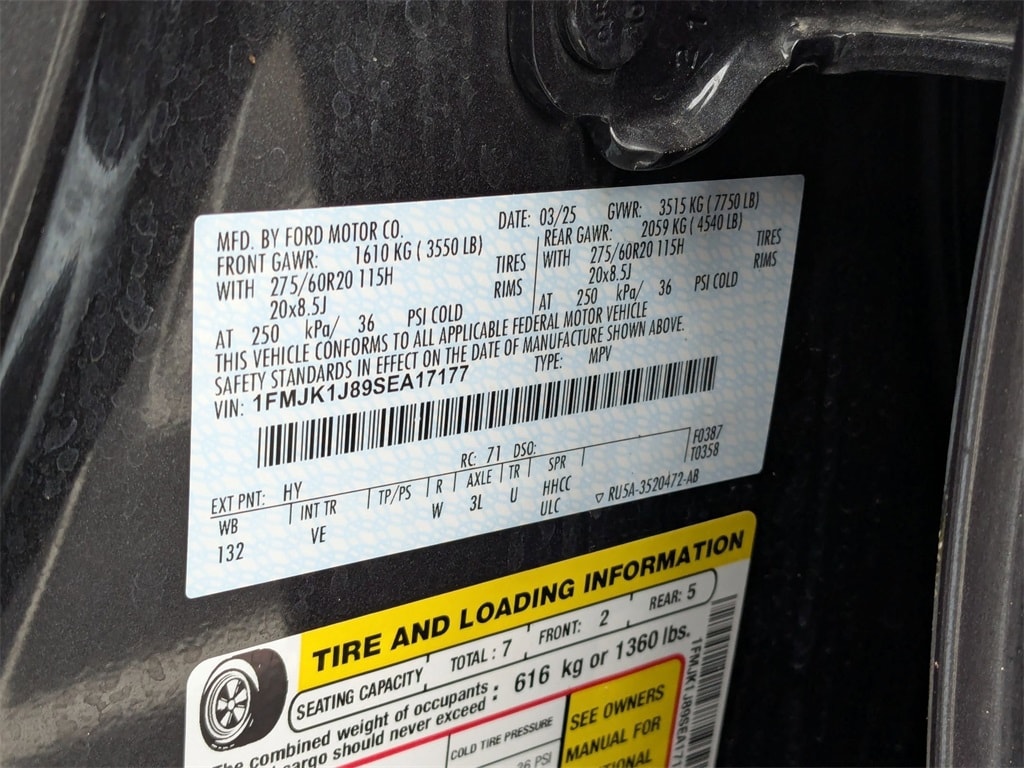 MFD. BY FORD MOTOR CO. DATE: 03/25 GVWR: 3515 KG ( 7750 LB)
FRONT GAWR: 1610 KG ( 3550 LB) REAR GAWR: 2059 KG ( 4540 LB)
WITH 275/60R20 115H TIRES WITH 275/60R20 115H TIRES
20x8.5J RIMS 20x8.5J RIMS
AT 250 kPa/ 36 PSI COLD AT 250 kPa/ 36 PSI COLD
THIS VEHICLE CONFORMS TO ALL APPLICABLE FEDERAL MOTOR VEHICLE
SAFETY STANDARDS IN EFFECT ON THE DATE OF MANUFACTURE SHOWN ABOVE.
VIN: 1FMJK1J89SEA17177 TYPE: MPV
EXT PNT: HY RC: 71 DSO: F0387
T0358
WB INT TR TP/PS R AXLE TR SPR
132 VE W 3L U HHCC
ULC RU5A-3520472-AB
TIRE AND LOADING INFORMATION
SEATING CAPACITY TOTAL: 7 FRONT: 2 REAR: 5
The combined weight of occupants
cargo should never exceed : 616 kg or 1360 lbs.
COLD TIRE PRESSURE
36 PSI
SEE OWNERS
MANUAL FOR
1FMJK1J89SEA171